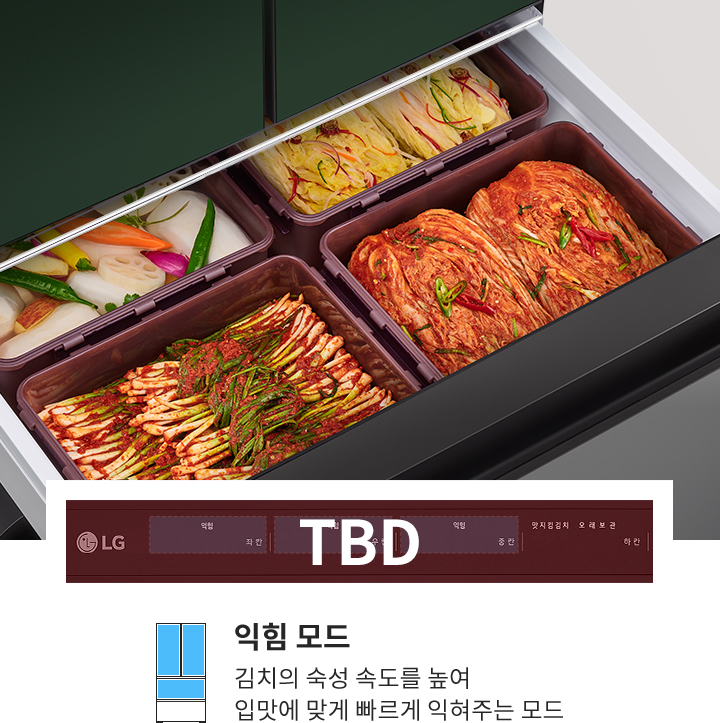 LG
익힘
좌칸
TBD
익힘
중칸
맛지킴김치 오래보관
하칸
익힘 모드
김치의 숙성 속도를 높여
입맛에 맞게 빠르게 익혀주는 모드